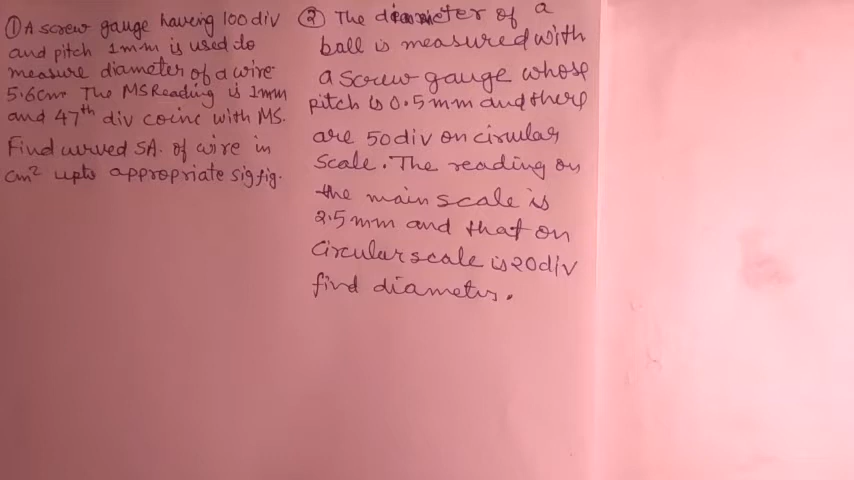 ① A screw gauge having 100 div
and pitch 1mm is used to
measure diameter of a wire
5.6cm The MS Reading is 1mm
and 47th div coinc with MS.
Find curved SA. of wire in
cm² upto appropriate sig fig.
② The diameter of a
ball is measured with
a screw gauge whose
pitch is 0.5mm and there
are 50 div on circular
scale. The reading on
the main scale is
2.5mm and that on
circular scale is 20 div
find diameter.